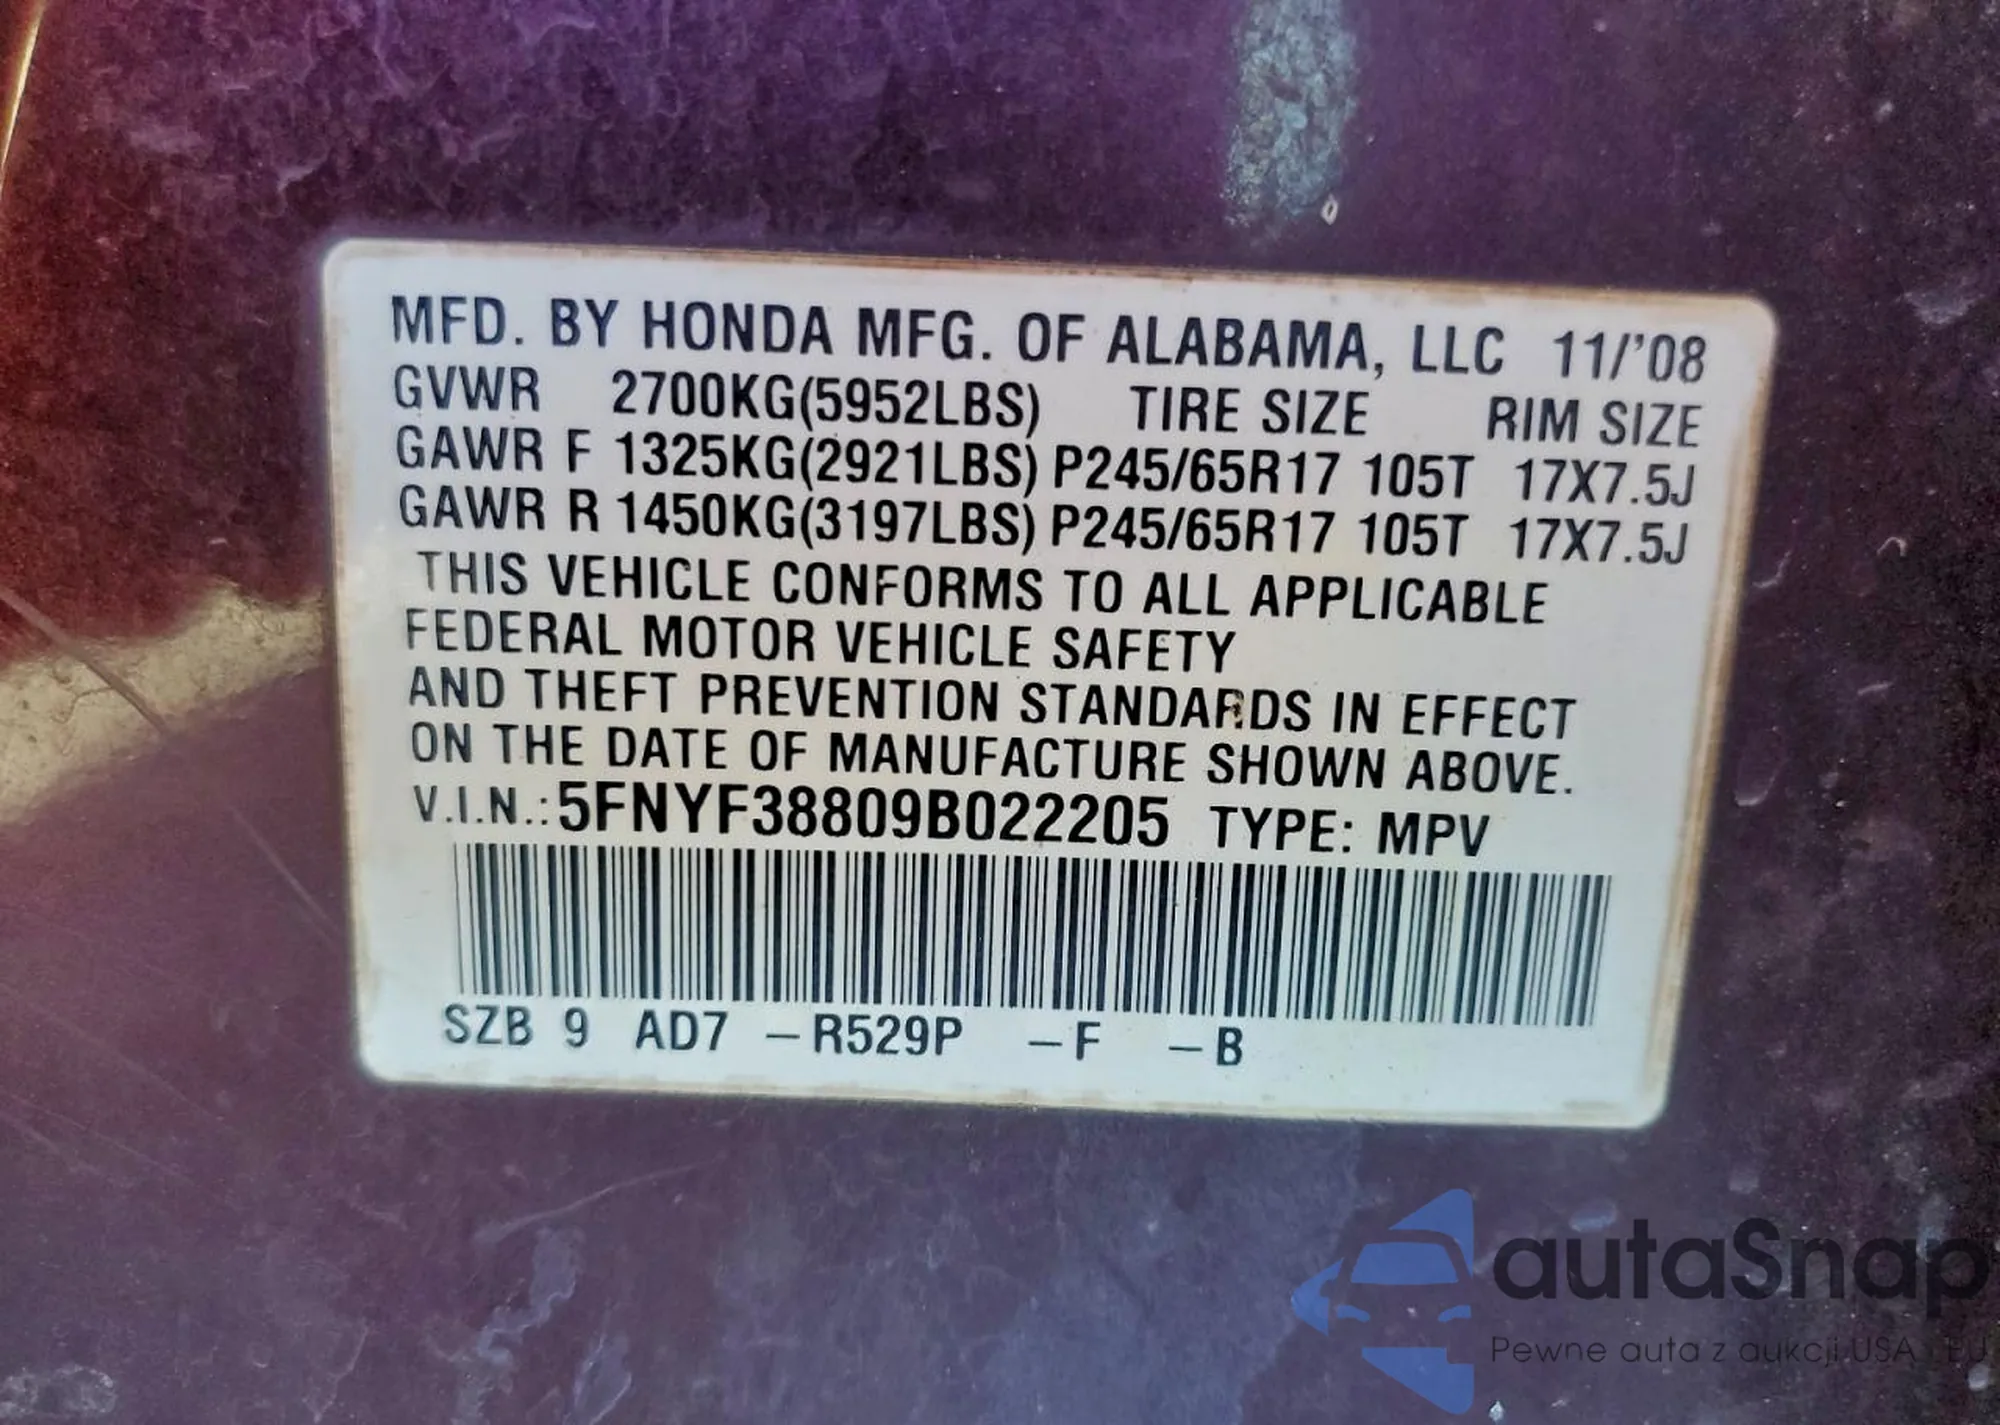 MFD. BY HONDA MFG. OF ALABAMA, LLC 11/'08
GVWR 2700KG(5952LBS) TIRE SIZE RIM SIZE
GAWR F 1325KG(2921LBS) P245/65R17 105T 17X7.5J
GAWR R 1450KG(3197LBS) P245/65R17 105T 17X7.5J
THIS VEHICLE CONFORMS TO ALL APPLICABLE
FEDERAL MOTOR VEHICLE SAFETY
AND THEFT PREVENTION STANDARDS IN EFFECT
ON THE DATE OF MANUFACTURE SHOWN ABOVE.
V.I.N.: 5FNYF38809B022205 TYPE: MPV
SZB 9 AD7 –R529P –F –B
autaSnap
Pewne auta z aukcji USA i EU